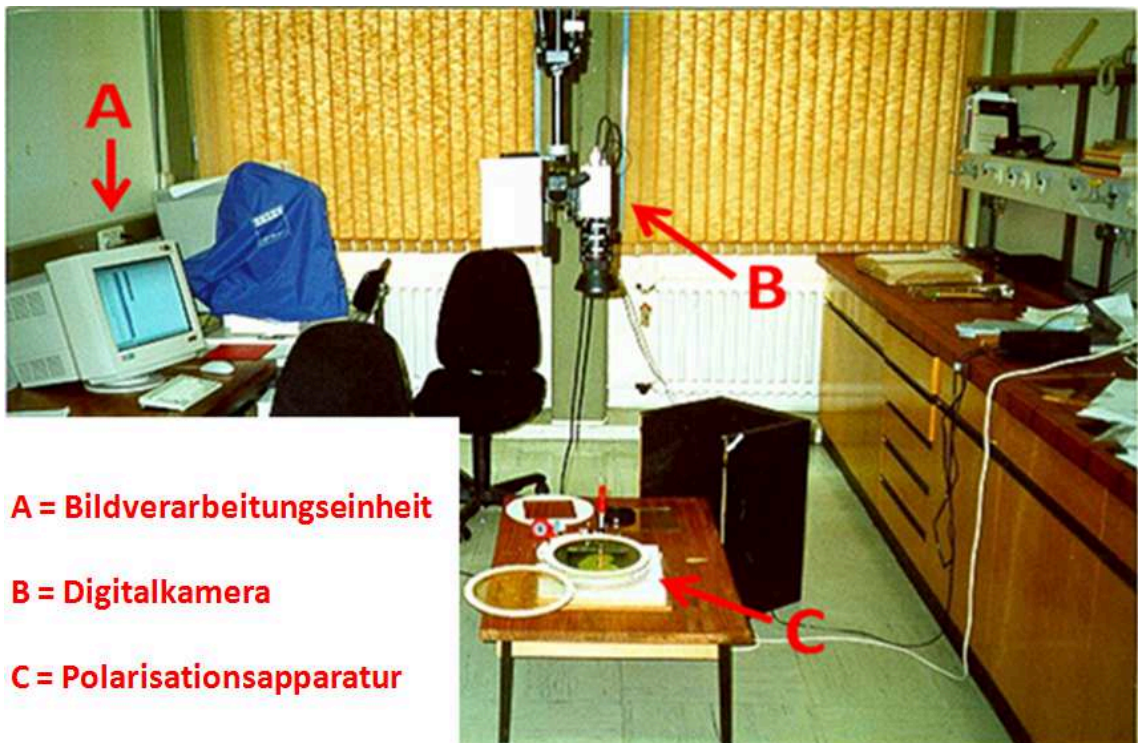 A
B
C
A = Bildverarbeitungseinheit
B = Digitalkamera
C = Polarisationsapparatur